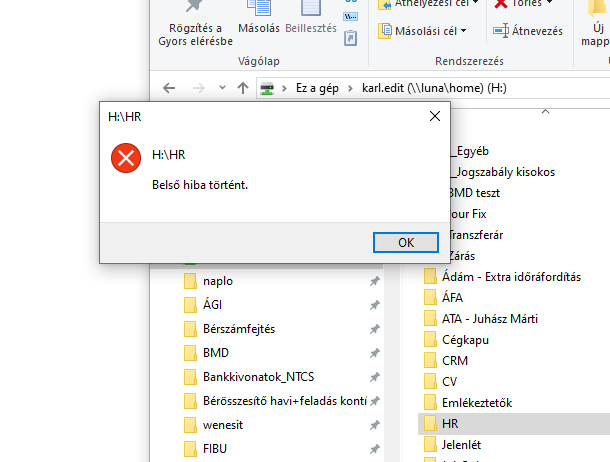 Rögzítés a
Gyors elérésbe
Másolás
Beillesztés
Áthelyezési cél
Másolási cél
Törlés
Átnevezés
Új
mapp
Vágólap
Rendszerezés
Ez a gép
karl.edit (\\luna\home) (H:)
H:\HR
H:\HR
Belső hiba történt.
OK
naplo
ÁGI
Bérszámfejtés
BMD
Bankkivonatok_NTCS
Bérösszesítő havi+feladás konti
wenesit
FIBU
_Egyéb
_Jogszabály kisokos
BMD teszt
our Fix
Transzferár
Zárás
Ádám - Extra időráfordítás
ÁFA
ATA - Juhász Márti
Cégkapu
CRM
CV
Emlékeztetők
HR
Jelenlét